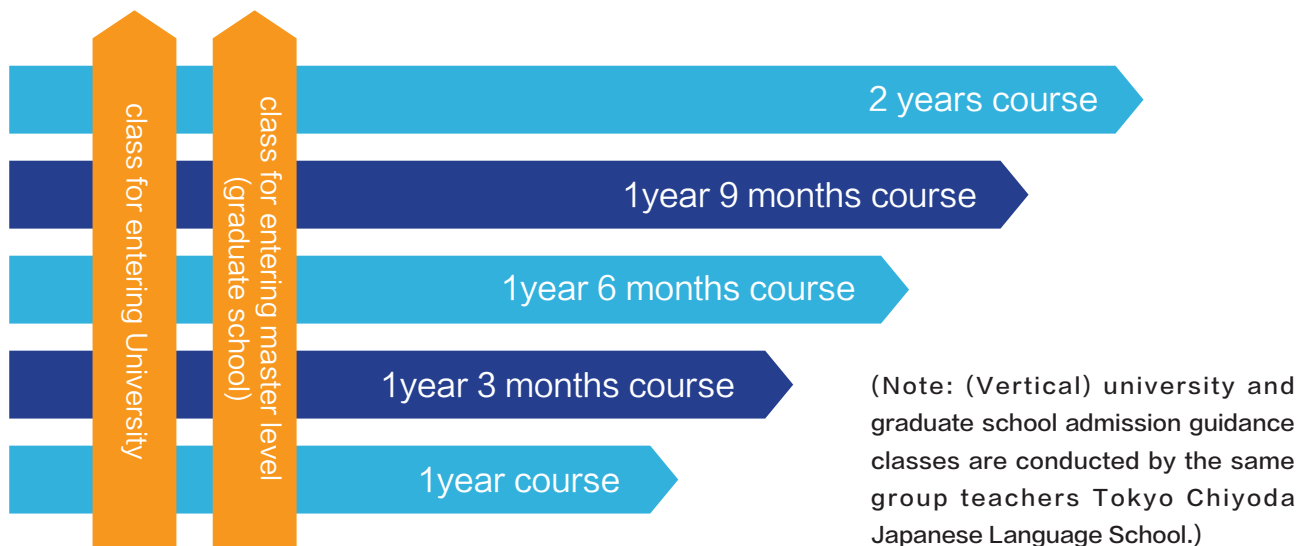 class for entering University
class for entering master level
(graduate school)
2 years course
1year 9 months course
1year 6 months course
1year 3 months course
1year course
(Note: (Vertical) university and
graduate school admission guidance
classes are conducted by the same
group teachers Tokyo Chiyoda
Japanese Language School.)